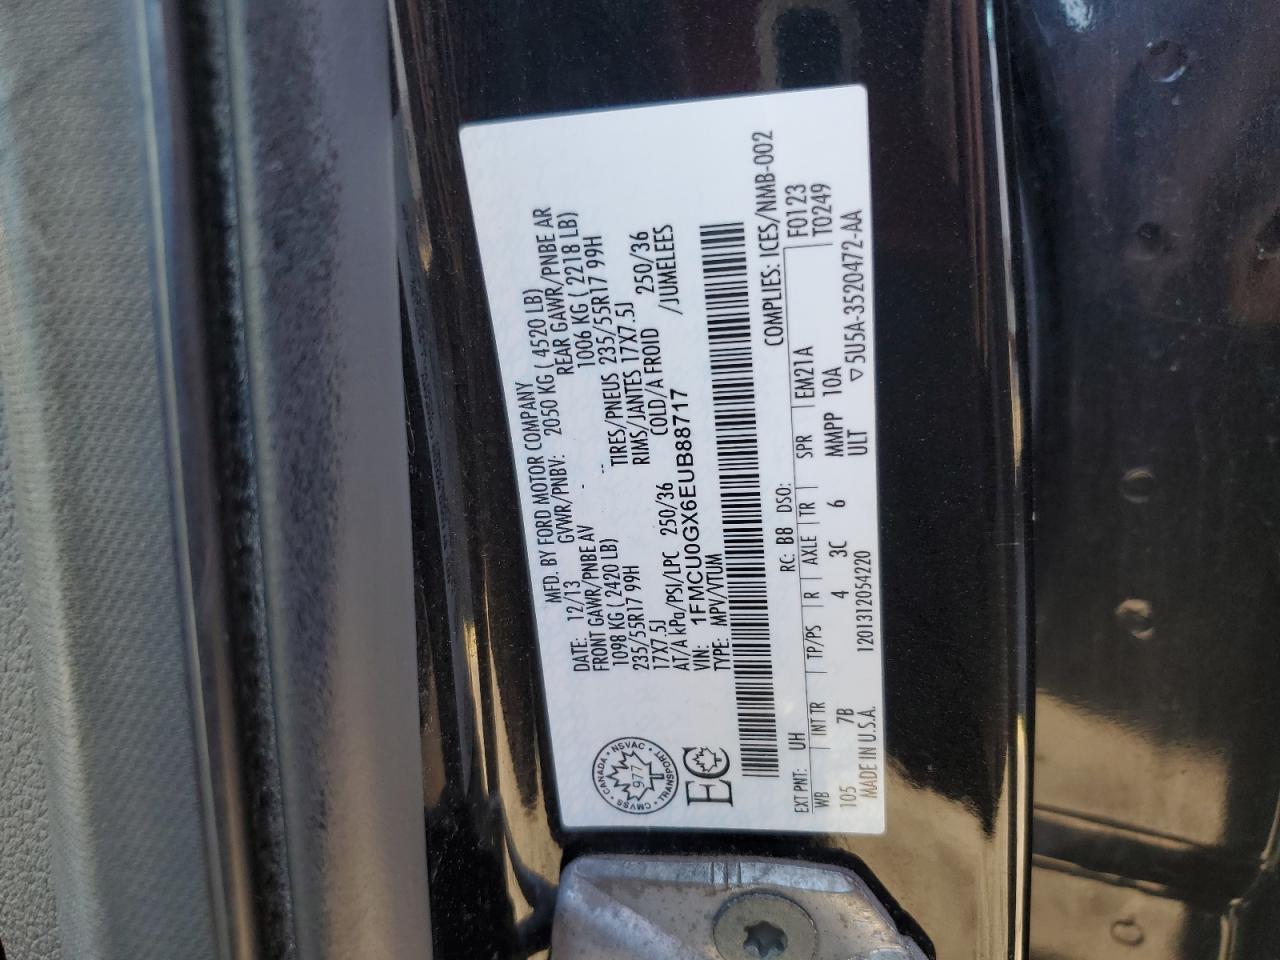 MFD. BY FORD MOTOR COMPANY
DATE: 12/13 GVWR/PNBV: 2050 KG ( 4520 LB)
FRONT GAWR/PNBE AV REAR GAWR/PNBE AR
1098 KG ( 2420 LB) 1006 KG ( 2218 LB)
235/55R17 99H TIRES/PNEUS 235/55R17 99H
17X7.5J RIMS/JANTES 17X7.5J
AT/A kPa/PSI/LPC 250/36 COLD/A FROID 250/36
VIN: 1FMCU0GX6EUB88717 /JUMELEES
TYPE: MPV/VTUM
CANADA • NSVAC • TRANSPORT • CMVSS •
977
EC
COMPLIES: ICES/NMB-002
EXT PNT: UH RC: B8 DSO: F0123
WB INT TR TP/PS R AXLE TR SPR EM21A T0249
105 7B 4 3C 6 MMPP 10A
MADE IN U.S.A. 1201312054220 ULT ▽5U5A-3520472-AA